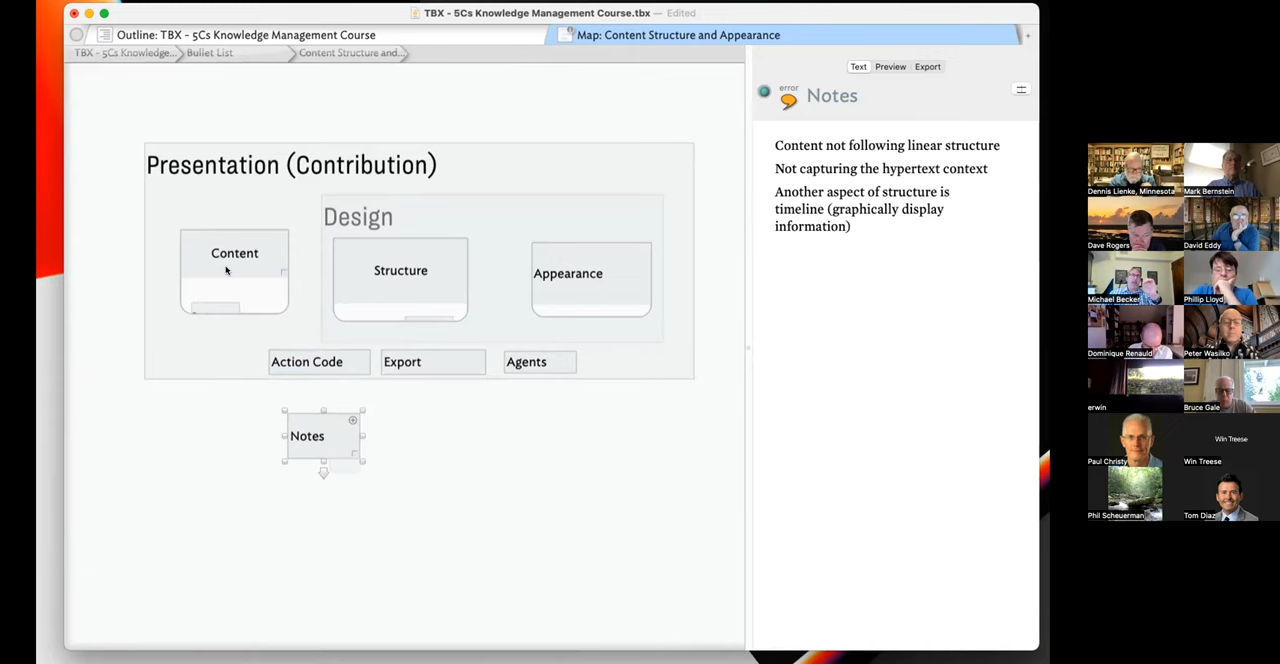 TBX - 5Cs Knowledge Management Course.tbx — Edited
Outline: TBX - 5Cs Knowledge Management Course
Map: Content Structure and Appearance
+
TBX - 5Cs Knowledge... Bullet List Content Structure and...
Text Preview Export
error
Notes
Content not following linear structure
Not capturing the hypertext context
Another aspect of structure is
timeline (graphically display
information)
Presentation (Contribution)
Design
Content
Structure
Appearance
Action Code
Export
Agents
Notes
Dennis Lienke, Minnesota
Mark Bernstein
Dave Rogers
David Eddy
Michael Becker
Phillip Lloyd
Dominique Renauld
Peter Wasilko
erwin
Bruce Gale
Paul Christy
Win Treese
Win Treese
Phil Scheuerman
Tom Diaz